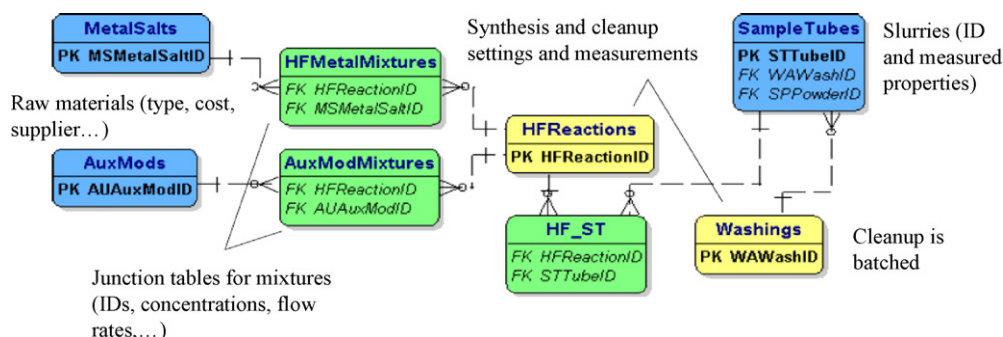 MetalSalts
PK MSMetalSaltID
HFMetalMixtures
FK HFReactionID
FK MSMetalSaltID
Synthesis and cleanup
settings and measurements
SampleTubes
PK STTubeID
FK WAWashID
FK SPPowderID
Slurries (ID
and measured
properties)
Raw materials (type, cost,
supplier…)
AuxMods
PK AUAuxModID
AuxModMixtures
FK HFReactionID
FK AUAuxModID
HFReactions
PK HFReactionID
HF_ST
FK HFReactionID
FK STTubeID
Washings
PK WAWashID
Cleanup is
batched
Junction tables for mixtures
(IDs, concentrations, flow
rates,…)